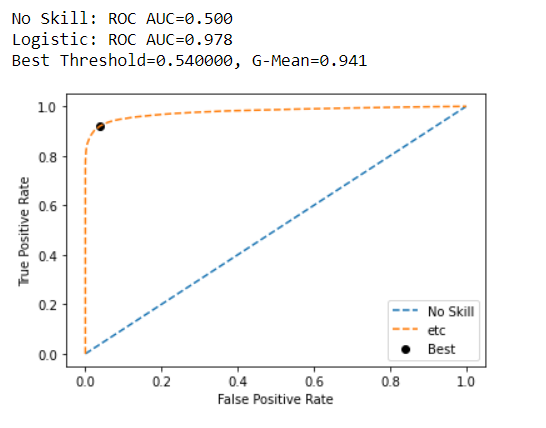 No Skill: ROC AUC=0.500
Logistic: ROC AUC=0.978
Best Threshold=0.540000, G-Mean=0.941
1.0
0.8
0.6
0.4
0.2
0.0
True Positive Rate
No Skill
etc
Best
0.0 0.2 0.4 0.6 0.8 1.0
False Positive Rate